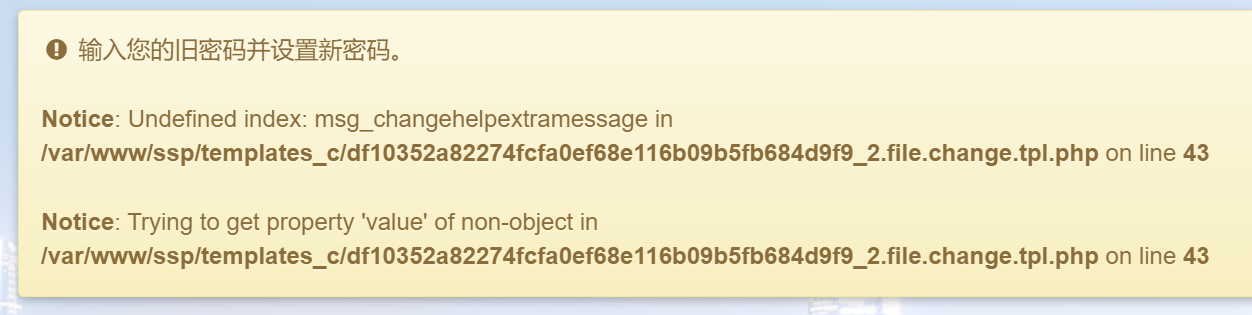 输入您的旧密码并设置新密码。
Notice: Undefined index: msg_changehelpextramessage in
/var/www/ssp/templates_c/df10352a82274fcfa0ef68e116b09b5fb684d9f9_2.file.change.tpl.php on line 43
Notice: Trying to get property 'value' of non-object in
/var/www/ssp/templates_c/df10352a82274fcfa0ef68e116b09b5fb684d9f9_2.file.change.tpl.php on line 43